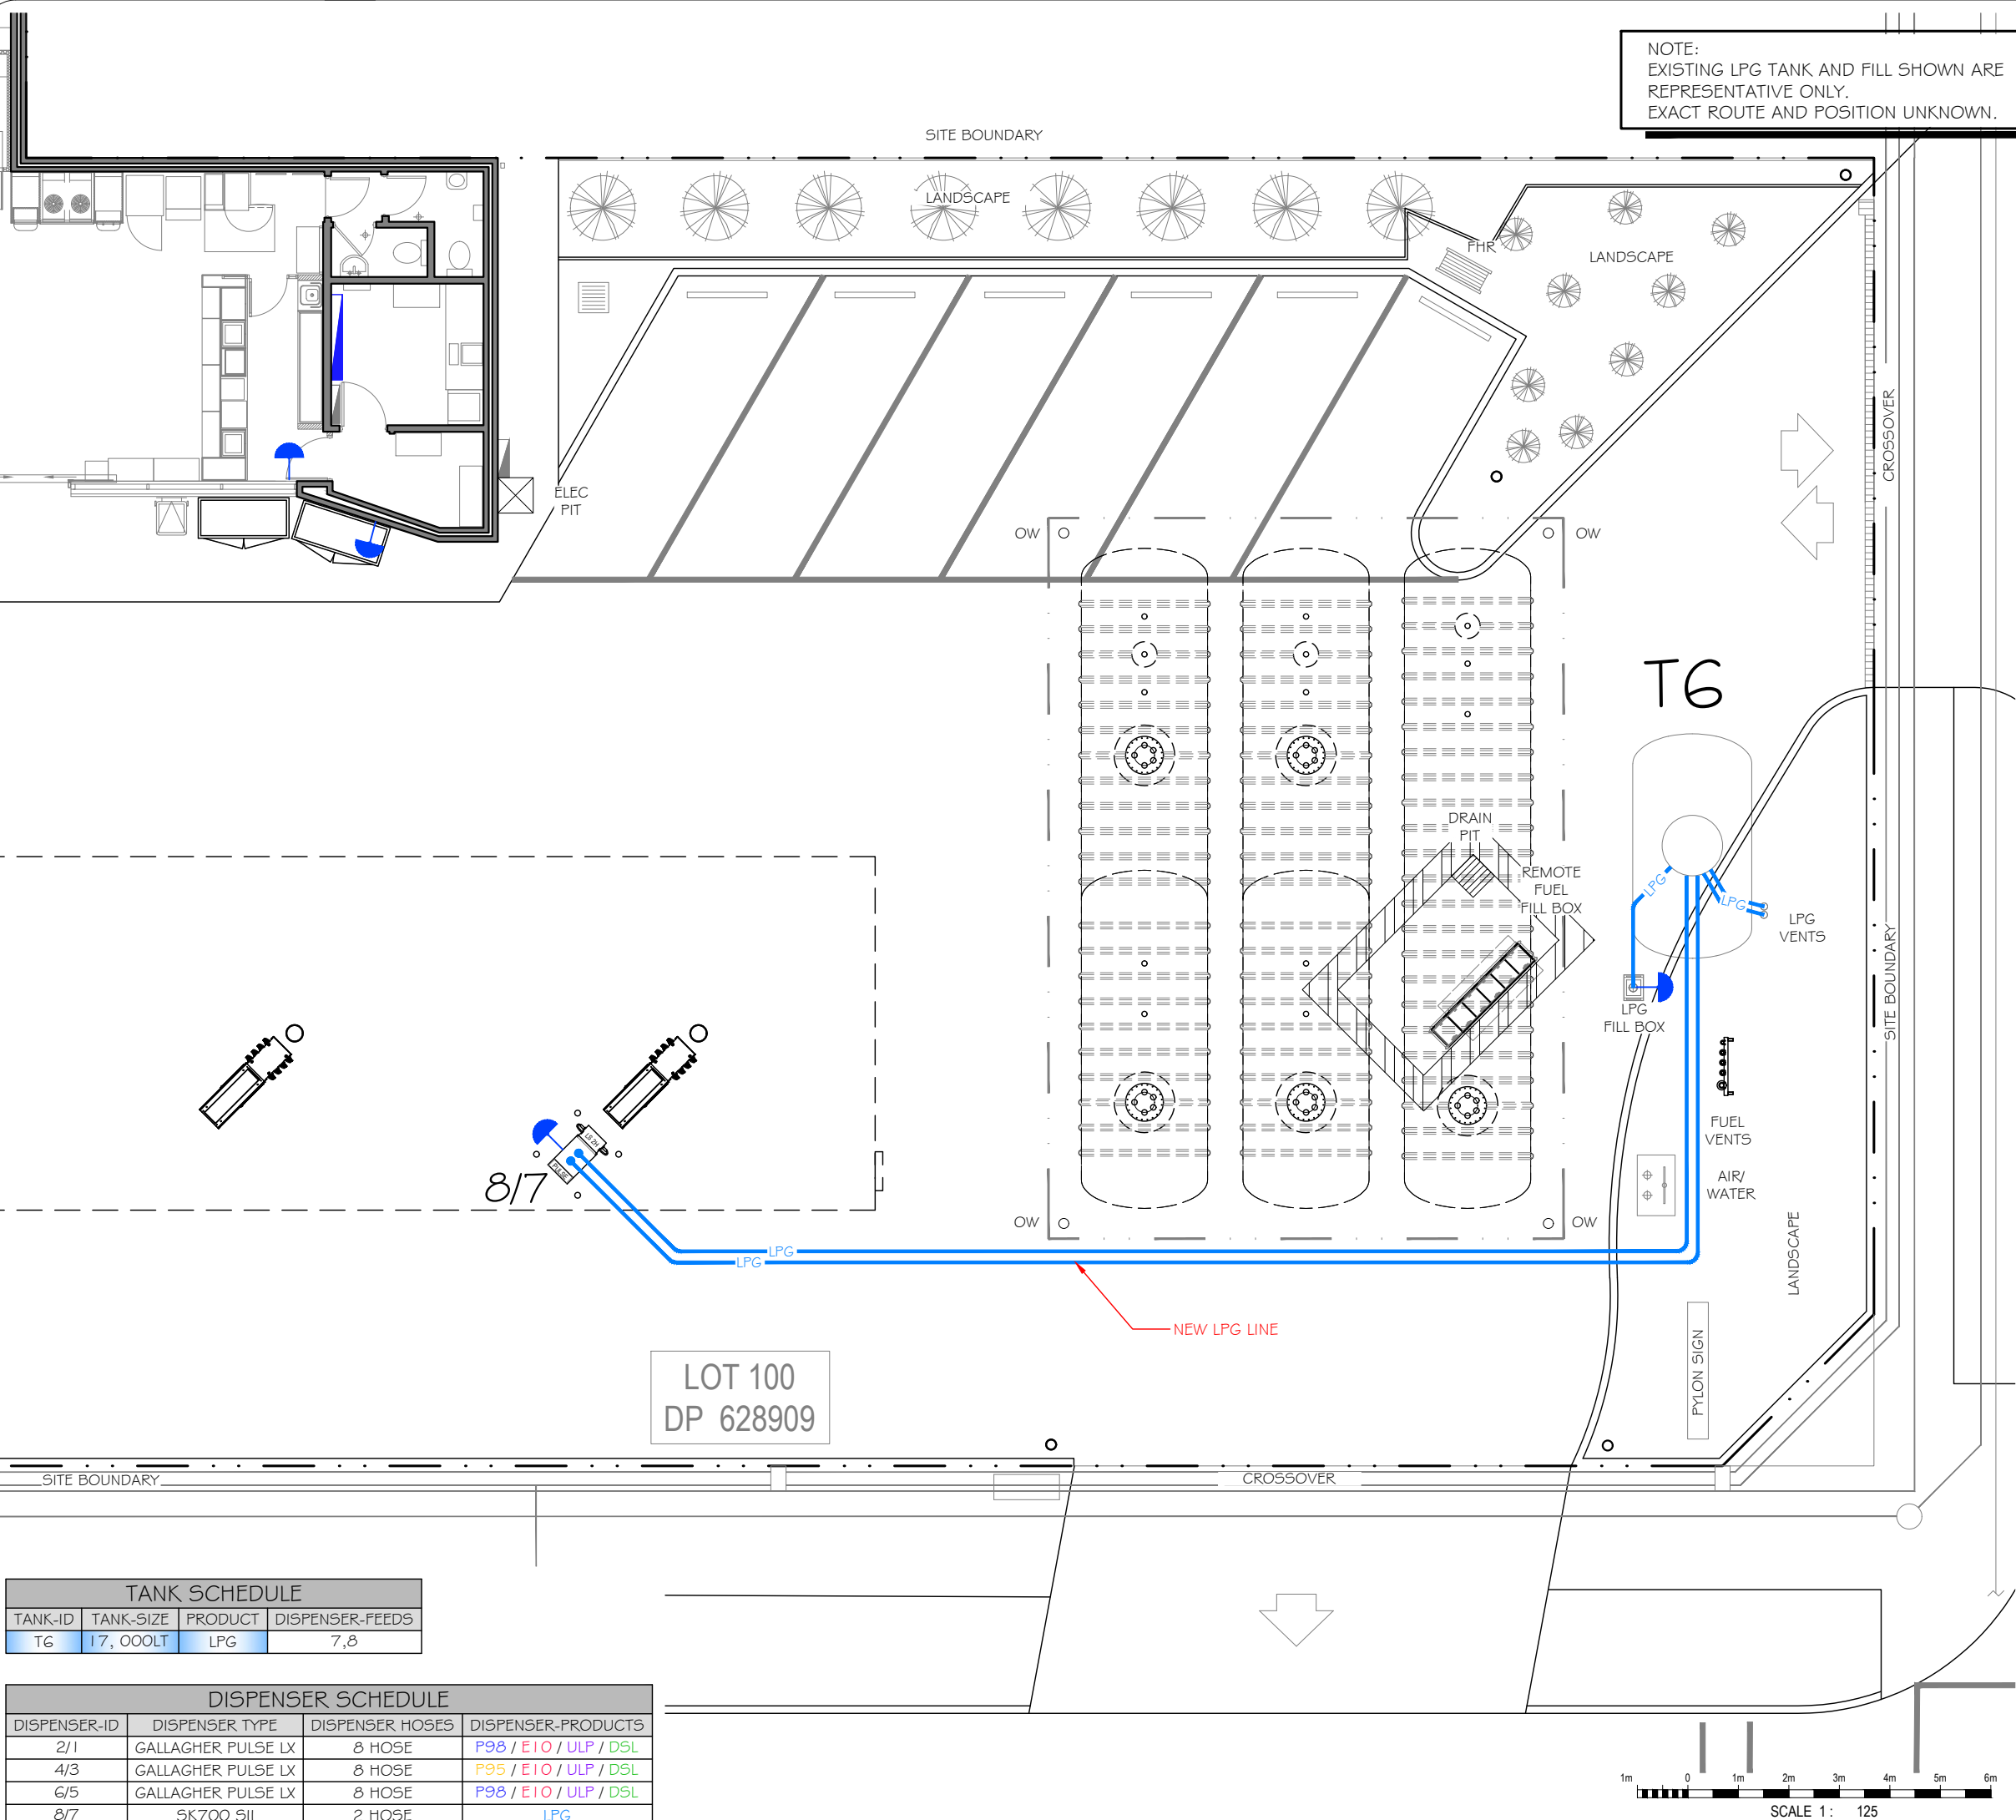 NOTE:
EXISTING LPG TANK AND FILL SHOWN ARE
REPRESENTATIVE ONLY.
EXACT ROUTE AND POSITION UNKNOWN.
SITE BOUNDARY
LANDSCAPE
FHR
LANDSCAPE
CROSSOVER
ELEC
PIT
OW
OW
T6
DRAIN
PIT
REMOTE
FUEL
FILL BOX
LPG
LPG
LPG
VENTS
SITE BOUNDARY
LPG
FILL BOX
FUEL
VENTS
AIR/
WATER
LS 2H
PULSE
8/7
OW
OW
LANDSCAPE
LPG
LPG
NEW LPG LINE
PYLON SIGN
LOT 100
DP 628909
SITE BOUNDARY
CROSSOVER
TANK SCHEDULE
TANK-ID TANK-SIZE PRODUCT DISPENSER-FEEDS
T6 17, 000LT LPG 7,8
DISPENSER SCHEDULE
DISPENSER-ID DISPENSER TYPE DISPENSER HOSES DISPENSER-PRODUCTS
2/1 GALLAGHER PULSE LX 8 HOSE P98 / E10 / ULP / DSL
4/3 GALLAGHER PULSE LX 8 HOSE P95 / E10 / ULP / DSL
6/5 GALLAGHER PULSE LX 8 HOSE P98 / E10 / ULP / DSL
8/7 SK700 SII 2 HOSE LPG
1m 0 1m 2m 3m 4m 5m 6m
SCALE 1 : 125